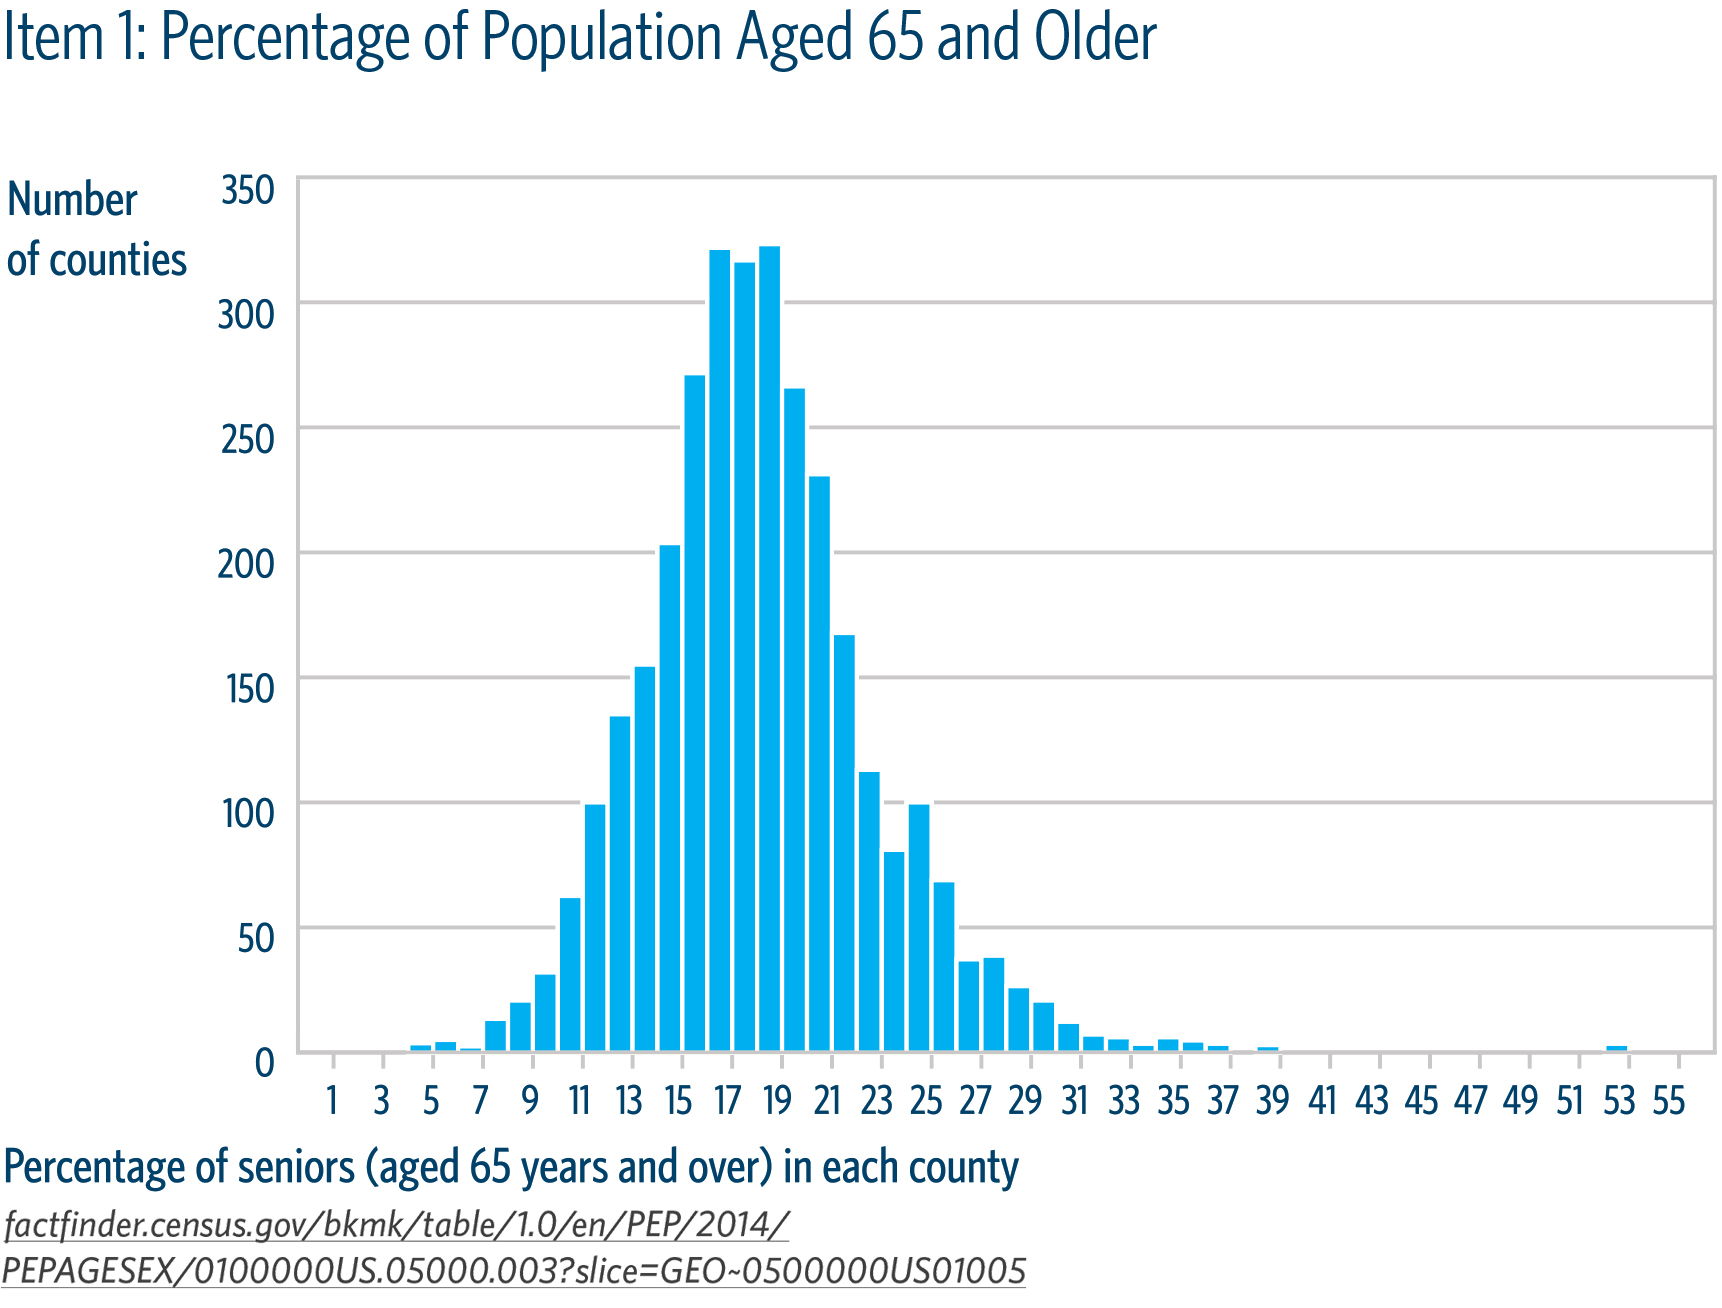 Item 1: Percentage of Population Aged 65 and Older
Number
of counties
350
300
250
200
150
100
50
0
1 3 5 7 9 11 13 15 17 19 21 23 25 27 29 31 33 35 37 39 41 43 45 47 49 51 53 55
Percentage of seniors (aged 65 years and over) in each county
factfinder.census.gov/bkmk/table/1.0/en/PEP/2014/
PEPAGESEX/0100000US.05000.003?slice=GEO~0500000US01005